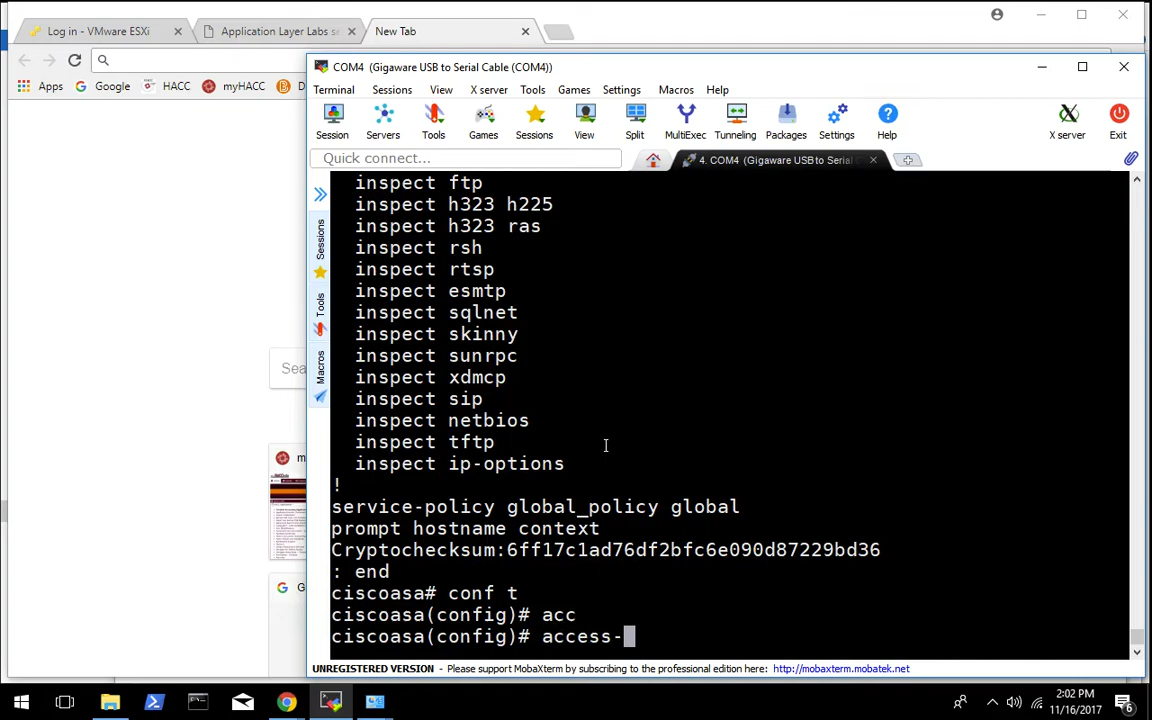 Log in - VMware ESXi
Application Layer Labs se
New Tab
Apps
Google
HACC
myHACC
D
Sea
m
G
COM4 (Gigaware USB to Serial Cable (COM4))
Terminal Sessions View X server Tools Games Settings Macros Help
Session Servers Tools Games Sessions View Split MultiExec Tunneling Packages Settings Help X server Exit
Quick connect...
4. COM4 (Gigaware USB to Serial
Sessions
Tools
Macros
inspect ftp
inspect h323 h225
inspect h323 ras
inspect rsh
inspect rtsp
inspect esmtp
inspect sqlnet
inspect skinny
inspect sunrpc
inspect xdmcp
inspect sip
inspect netbios
inspect tftp
inspect ip-options
!
service-policy global_policy global
prompt hostname context
Cryptochecksum:6ff17c1ad76df2bfc6e090d87229bd36
: end
ciscoasa# conf t
ciscoasa(config)# acc
ciscoasa(config)# access-
UNREGISTERED VERSION - Please support MobaXterm by subscribing to the professional edition here: http://mobaxterm.mobatek.net
2:02 PM
11/16/2017
6